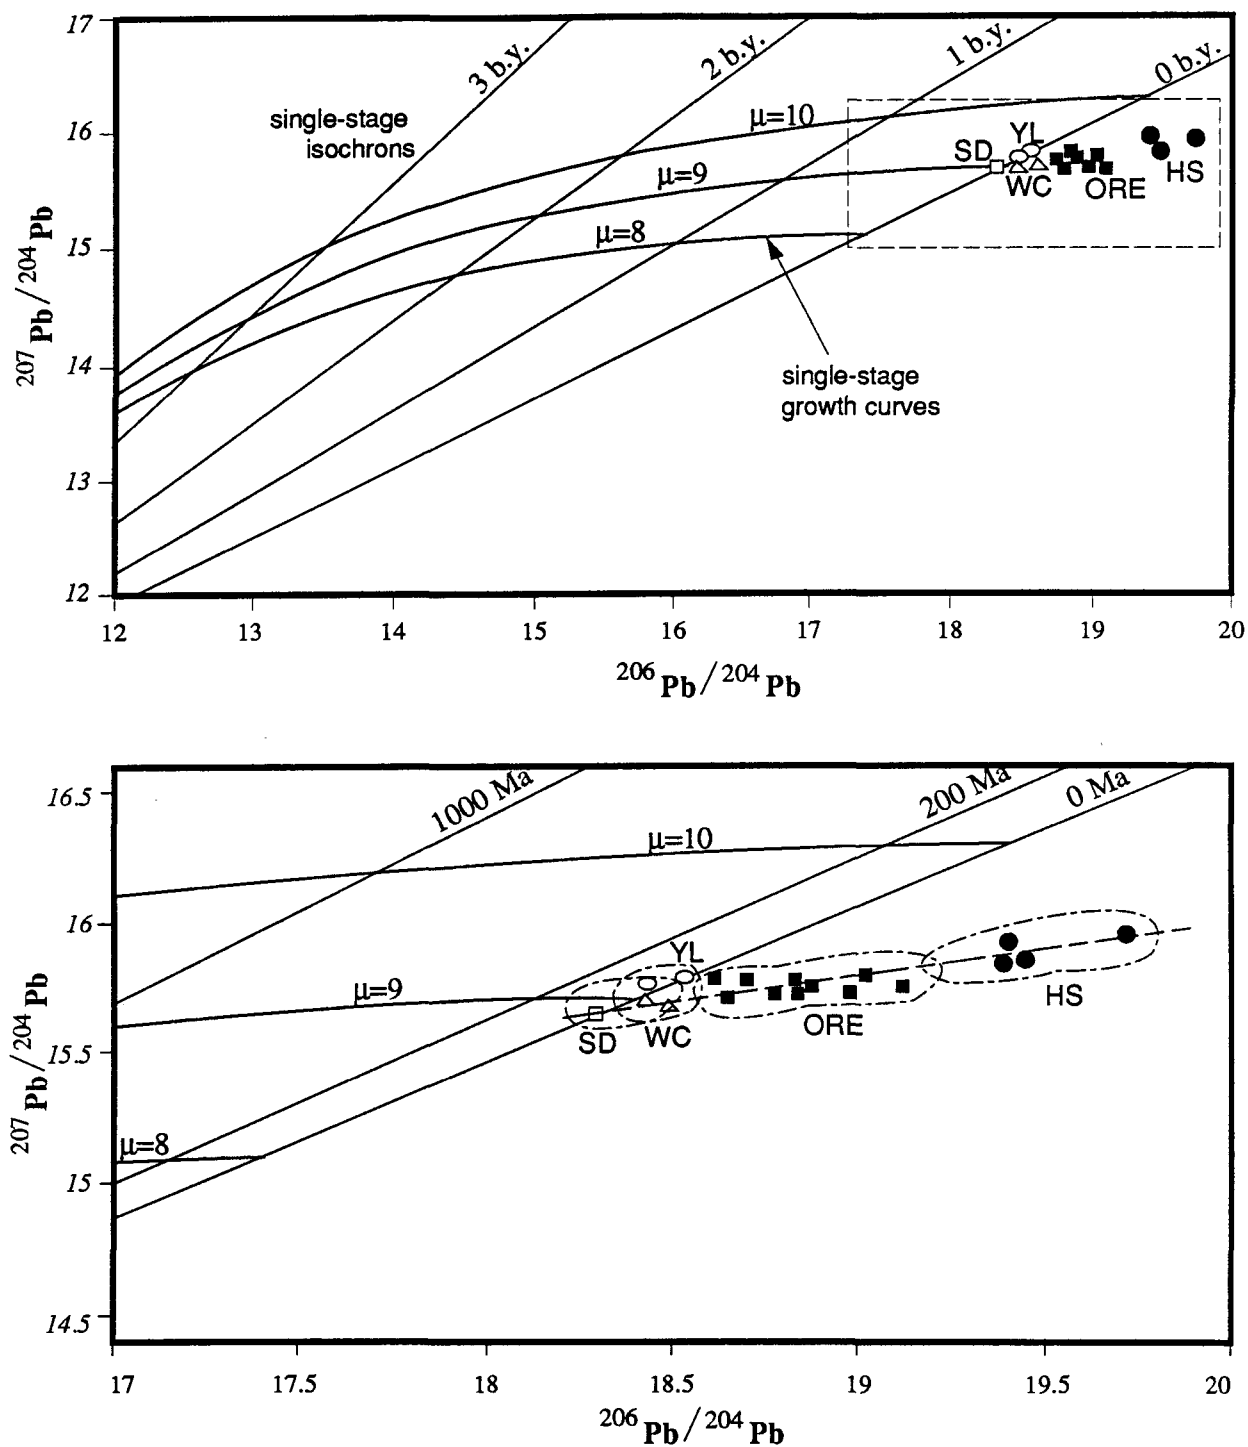 17
16
15
14
13
12
²⁰⁷Pb/²⁰⁴Pb
3 b.y.
2 b.y.
1 b.y.
0 b.y.
single-stage
isochrons
μ=10
μ=9
μ=8
SD
YL
WC
ORE
HS
single-stage
growth curves
12
13
14
15
16
17
18
19
20
²⁰⁶Pb/²⁰⁴Pb
16.5
16
15.5
15
14.5
²⁰⁷Pb/²⁰⁴Pb
1000 Ma
200 Ma
0 Ma
μ=10
μ=9
μ=8
YL
SD
WC
ORE
HS
17
17.5
18
18.5
19
19.5
20
²⁰⁶Pb/²⁰⁴Pb